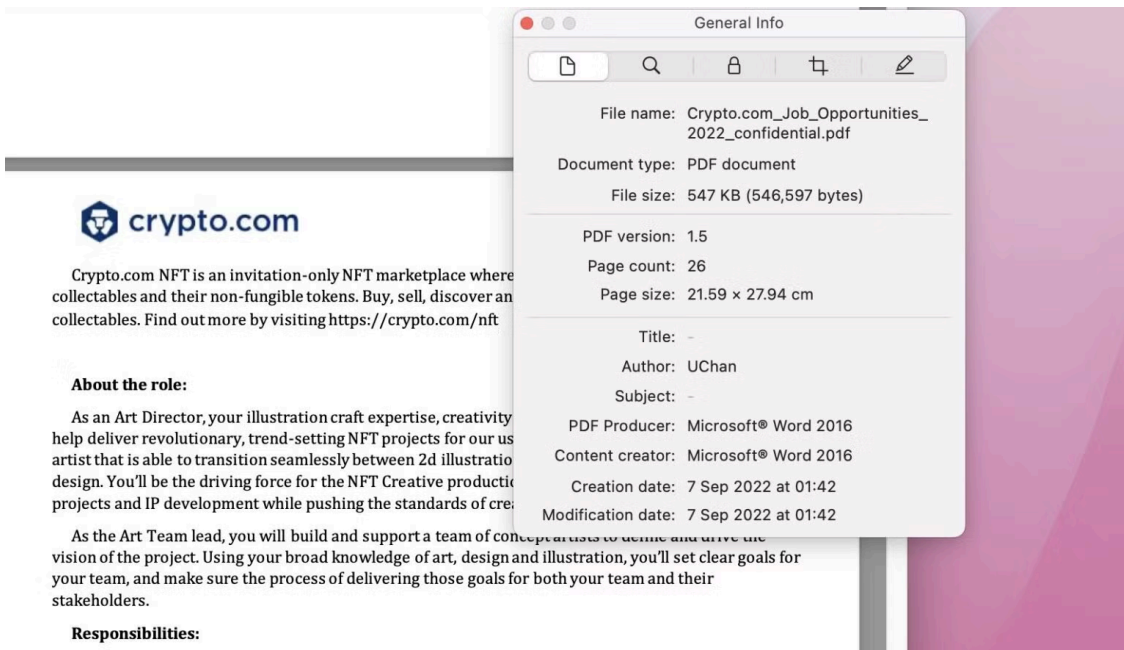 crypto.com
Crypto.com NFT is an invitation-only NFT marketplace where
collectables and their non-fungible tokens. Buy, sell, discover an
collectables. Find out more by visiting https://crypto.com/nft
About the role:
As an Art Director, your illustration craft expertise, creativity
help deliver revolutionary, trend-setting NFT projects for our us
artist that is able to transition seamlessly between 2d illustratio
design. You'll be the driving force for the NFT Creative productio
projects and IP development while pushing the standards of crea
As the Art Team lead, you will build and support a team of concept artists to define and drive the
vision of the project. Using your broad knowledge of art, design and illustration, you'll set clear goals for
your team, and make sure the process of delivering those goals for both your team and their
stakeholders.
Responsibilities:
General Info
File name: Crypto.com_Job_Opportunities_
2022_confidential.pdf
Document type: PDF document
File size: 547 KB (546,597 bytes)
PDF version: 1.5
Page count: 26
Page size: 21.59 × 27.94 cm
Title: -
Author: UChan
Subject: -
PDF Producer: Microsoft® Word 2016
Content creator: Microsoft® Word 2016
Creation date: 7 Sep 2022 at 01:42
Modification date: 7 Sep 2022 at 01:42